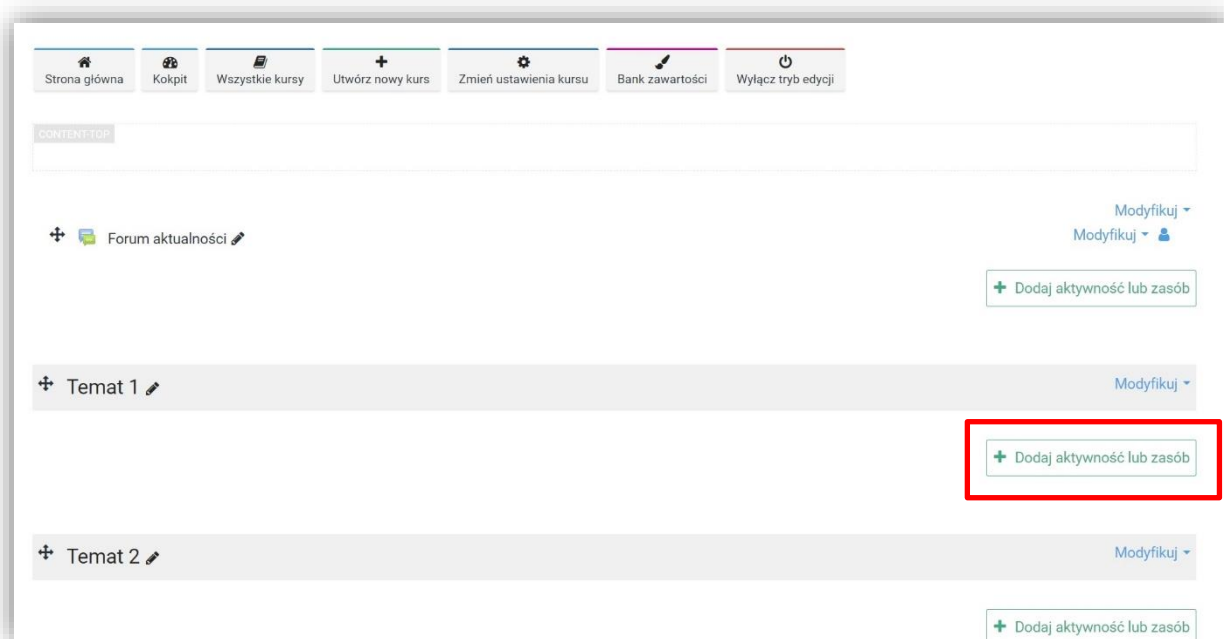 Strona główna
Kokpit
Wszystkie kursy
Utwórz nowy kurs
Zmień ustawienia kursu
Bank zawartości
Wyłącz tryb edycji
CONTENT-TOP
Modyfikuj
Forum aktualności
Modyfikuj
Dodaj aktywność lub zasób
Temat 1
Modyfikuj
Dodaj aktywność lub zasób
Temat 2
Modyfikuj
Dodaj aktywność lub zasób